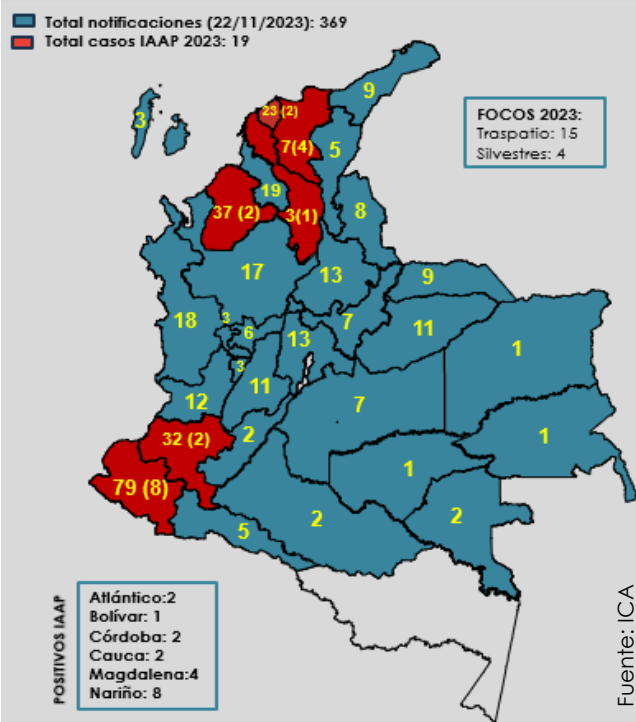 Total notificaciones (22/11/2023): 369
Total casos IAAP 2023: 19
FOCOS 2023:
Traspatio: 15
Silvestres: 4
9
3
23 (2)
7(4)
5
19
37 (2)
3(1)
8
17
13
9
18
3
6
13
7
11
1
3
11
12
7
2
32 (2)
1
1
79 (8)
2
2
5
POSITIVOS IAAP
Atlántico:2
Bolívar: 1
Córdoba: 2
Cauca: 2
Magdalena:4
Nariño: 8
Fuente: ICA